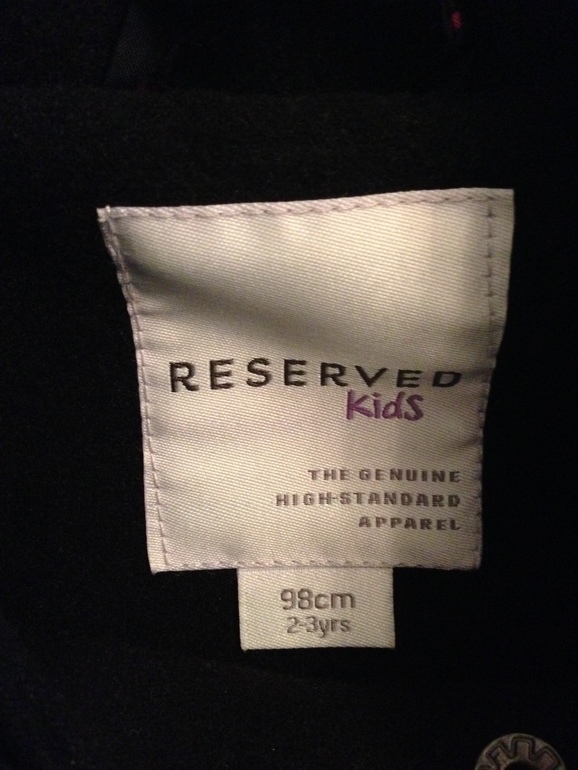 RESERVED
Kids
THE GENUINE
HIGH-STANDARD
APPAREL
98cm
2-3yrs